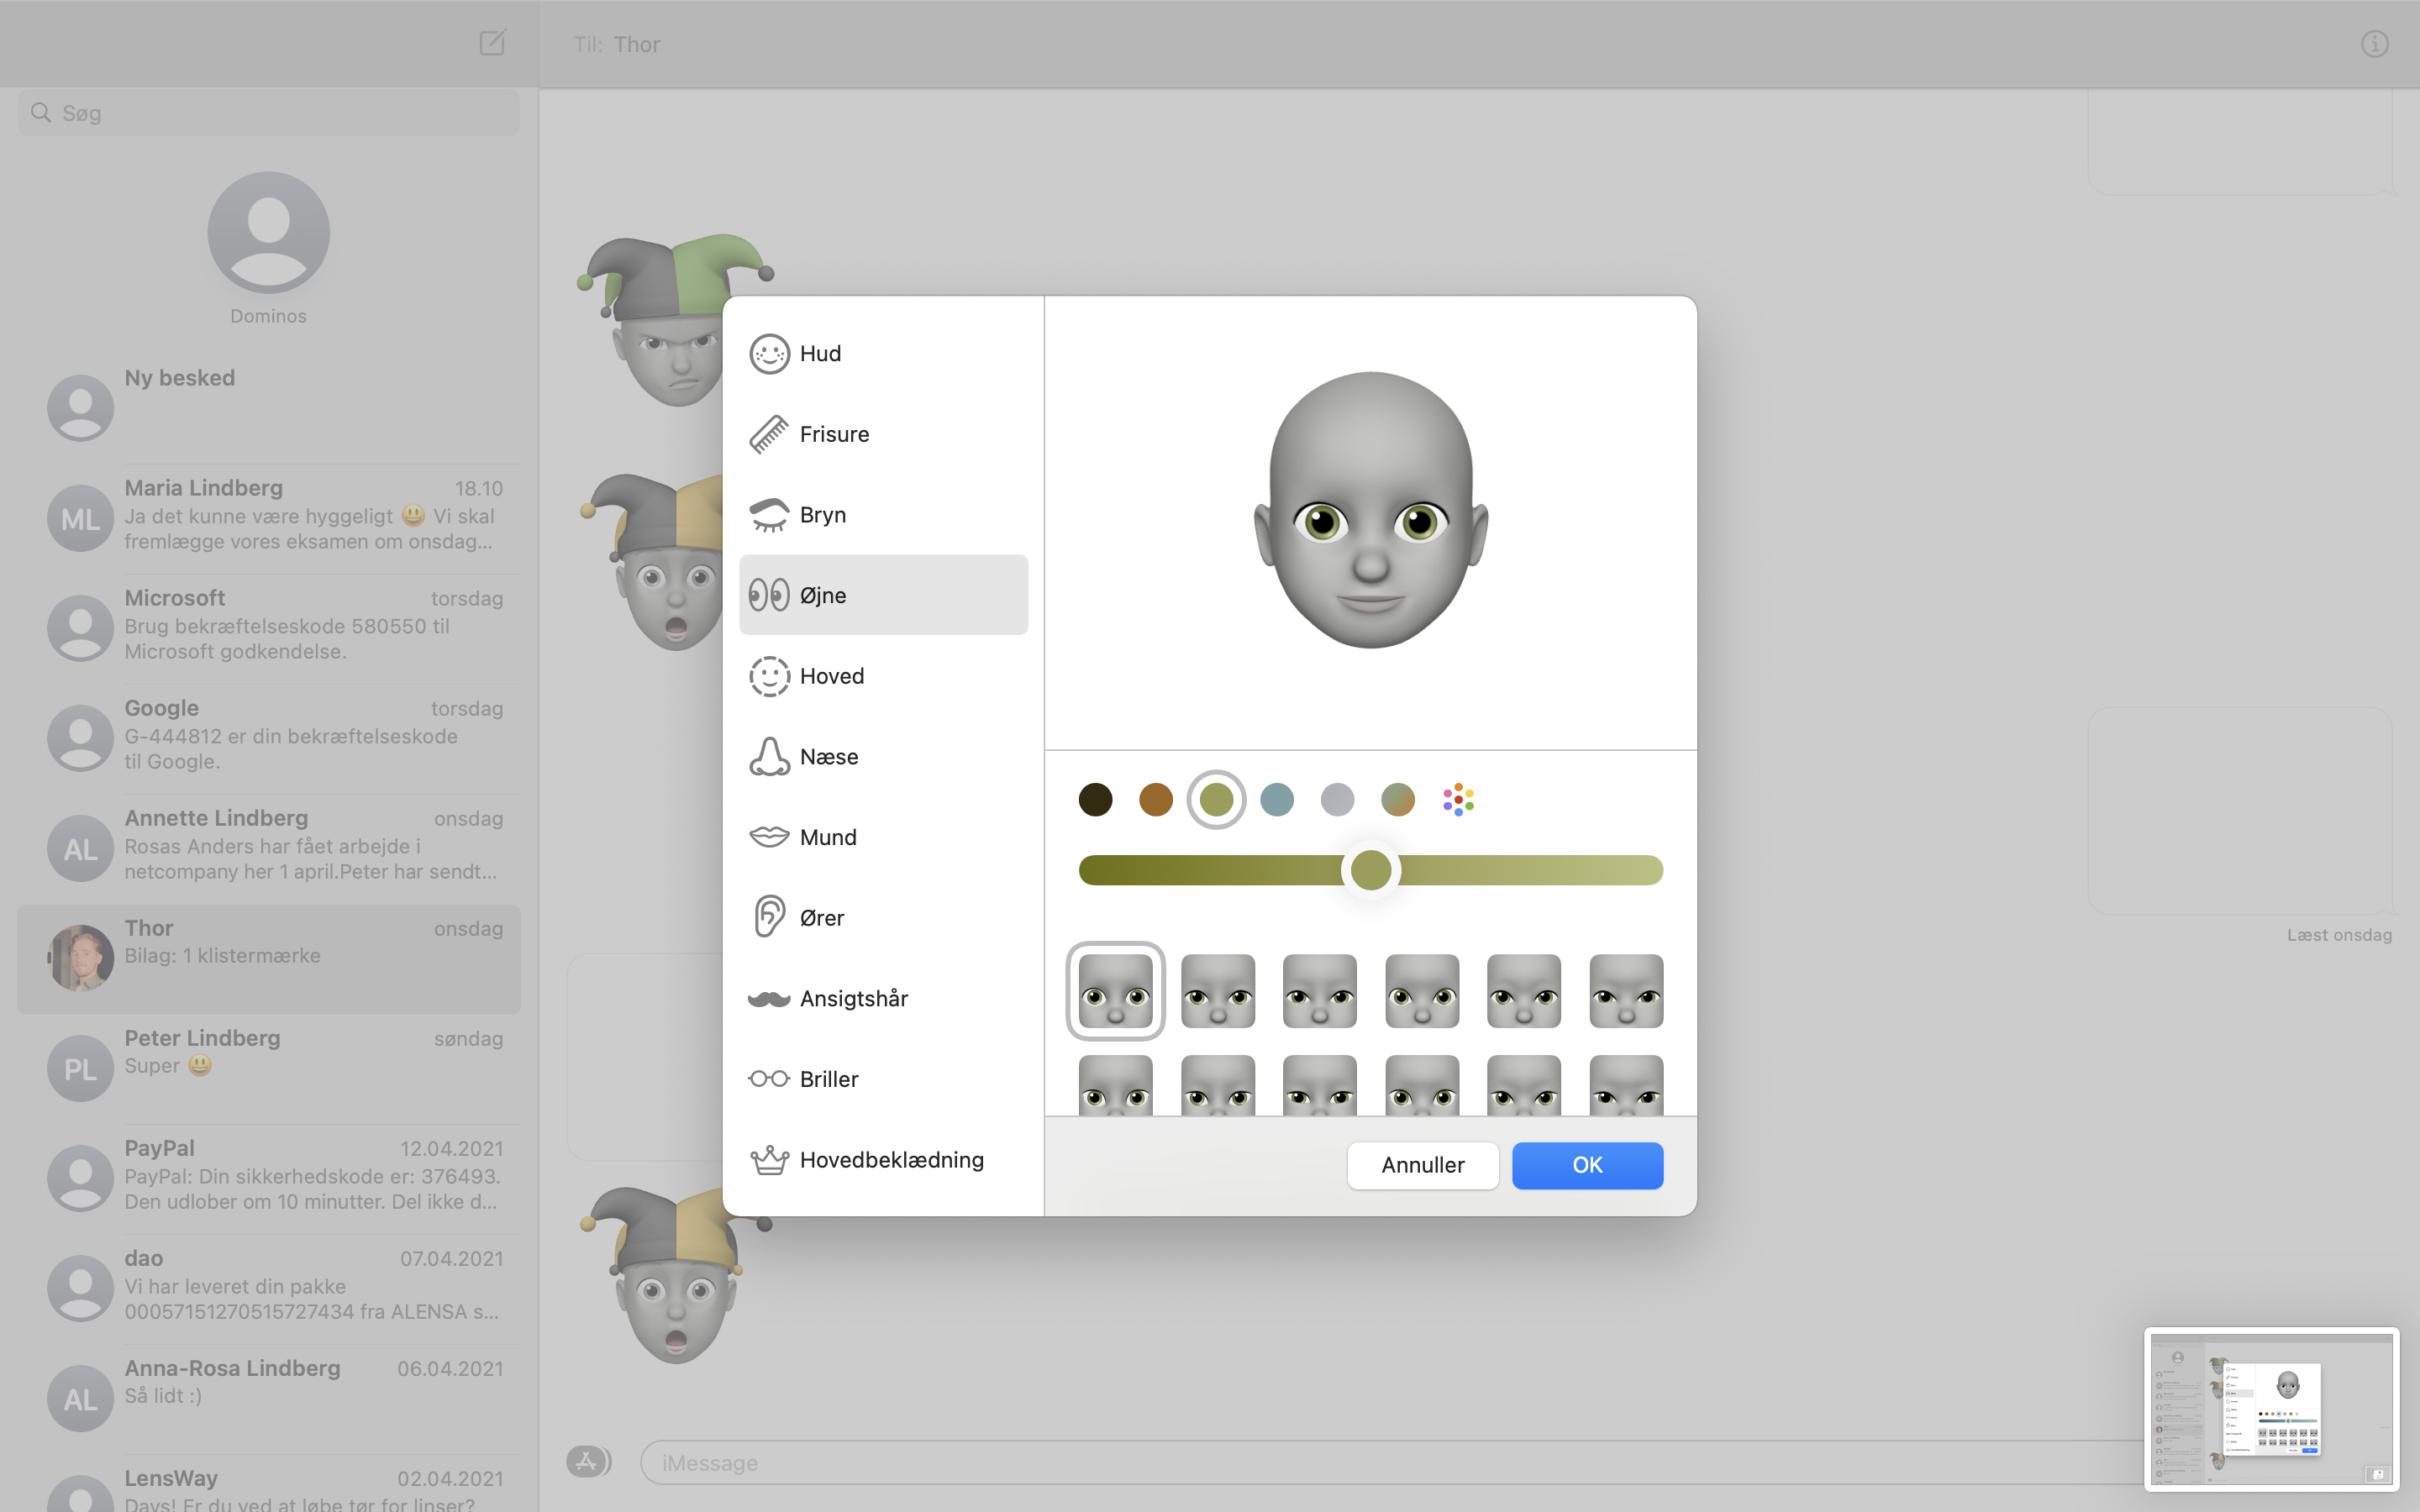 Til: Thor
Søg
Dominos
Ny besked
Maria Lindberg 18.10
Ja det kunne være hyggeligt 😃 Vi skal
fremlægge vores eksamen om onsdag...
Microsoft torsdag
Brug bekræftelseskode 580550 til
Microsoft godkendelse.
Google torsdag
G-444812 er din bekræftelseskode
til Google.
Annette Lindberg onsdag
AL
Rosas Anders har fået arbejde i
netcompany her 1 april.Peter har sendt...
Thor onsdag
Bilag: 1 klistermærke
Peter Lindberg søndag
PL
Super 😃
PayPal 12.04.2021
PayPal: Din sikkerhedskode er: 376493.
Den udlober om 10 minutter. Del ikke d...
dao 07.04.2021
Vi har leveret din pakke
00057151270515727434 fra ALENSA s...
Anna-Rosa Lindberg 06.04.2021
AL
Så lidt :)
LensWay 02.04.2021
Days! Er du ved at løbe tør for linser?
ML
Hud
Frisure
Bryn
Øjne
Hoved
Næse
Mund
Ører
Ansigtshår
Briller
Hovedbeklædning
Annuller
OK
Læst onsdag
iMessage